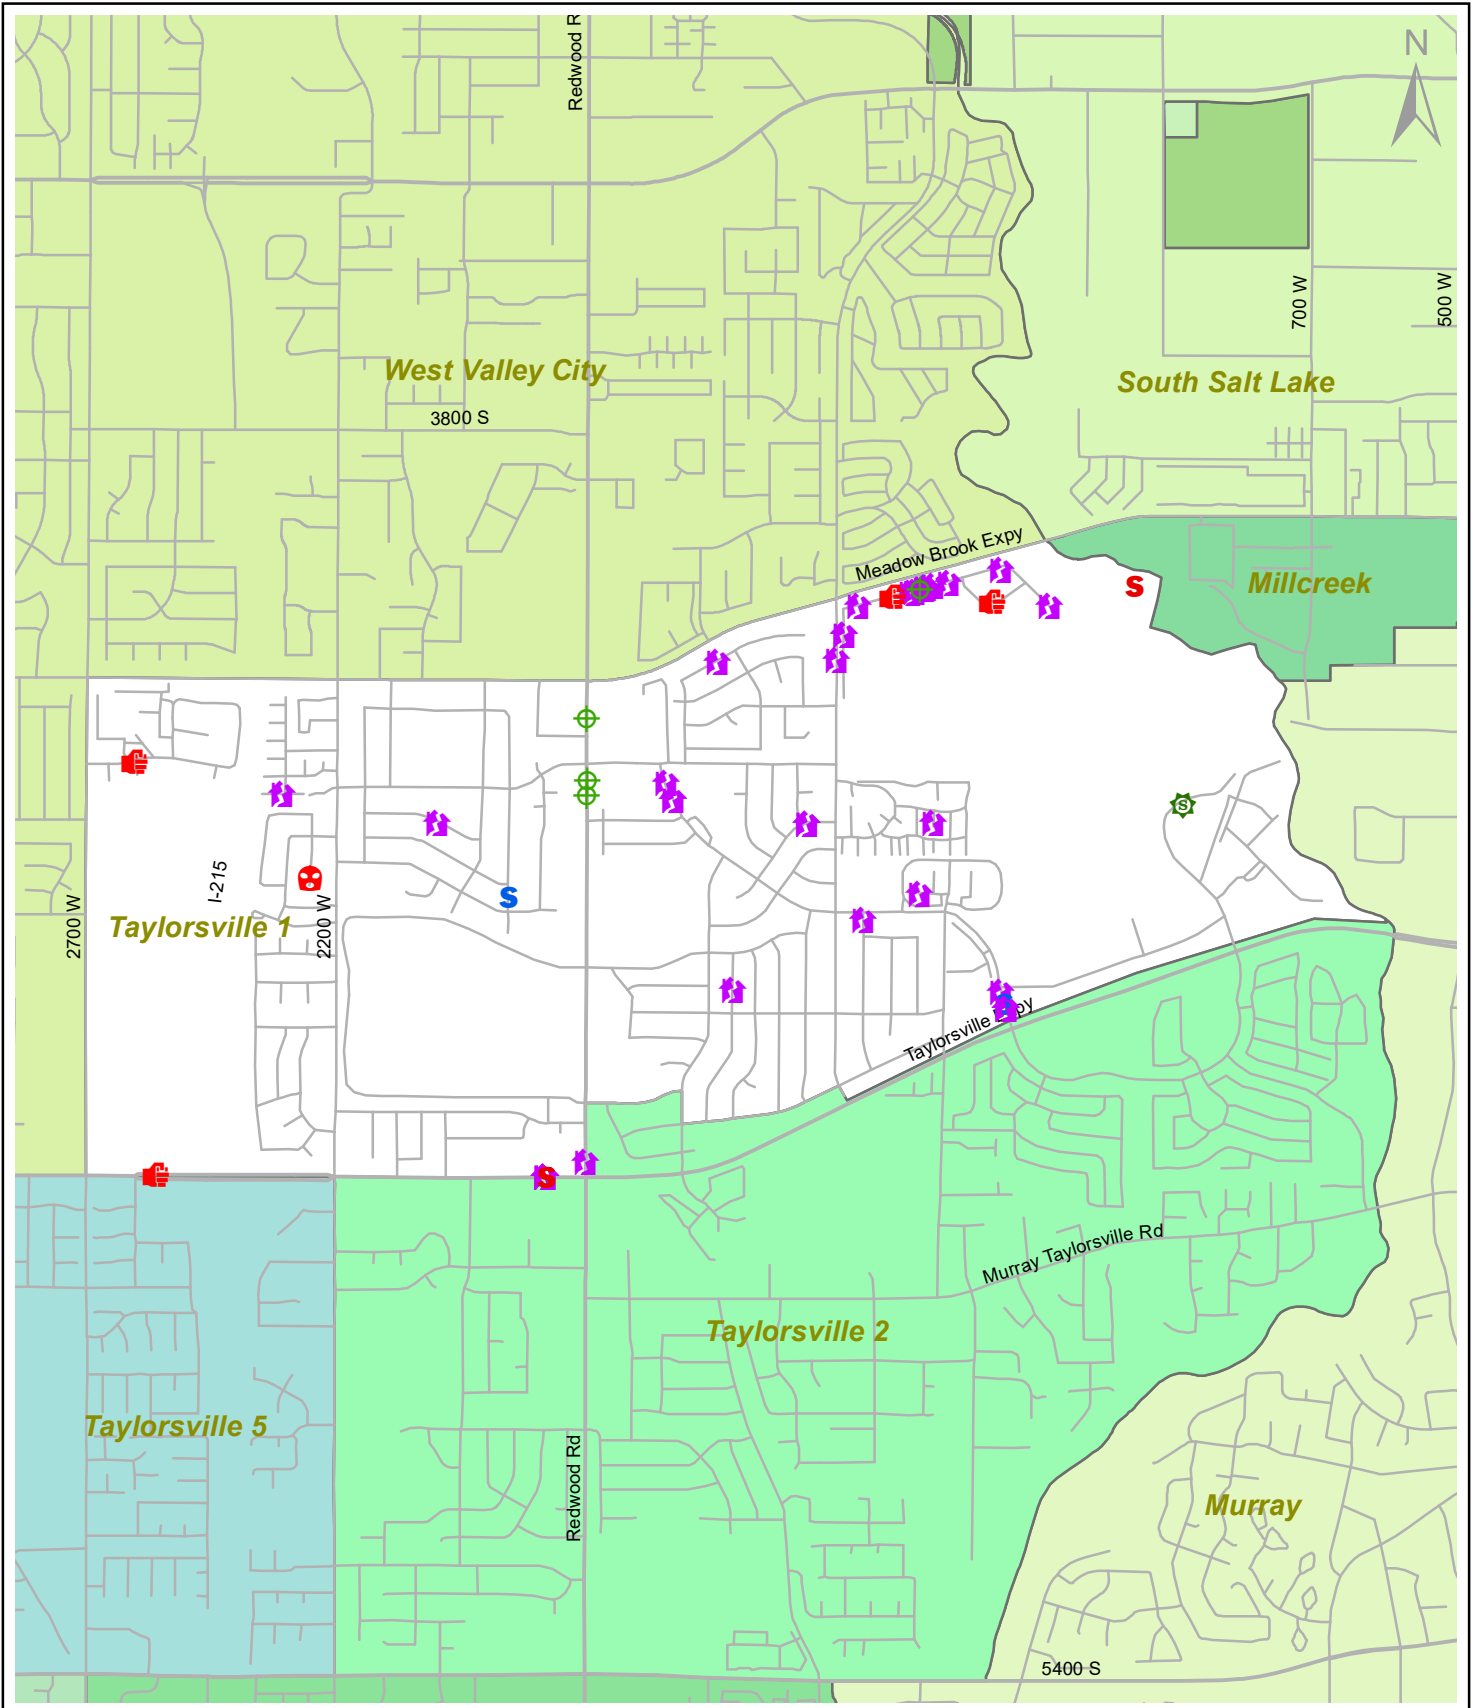 Redwood R
N
700 W
500 W
West Valley City
South Salt Lake
3800 S
Meadow Brook Expy
Millcreek
S
S
I-215
2200 W
2700 W
Taylorsville 1
S
Taylorsville Expy
S
Murray Taylorsville Rd
Taylorsville 2
Taylorsville 5
Redwood Rd
Murray
5400 S